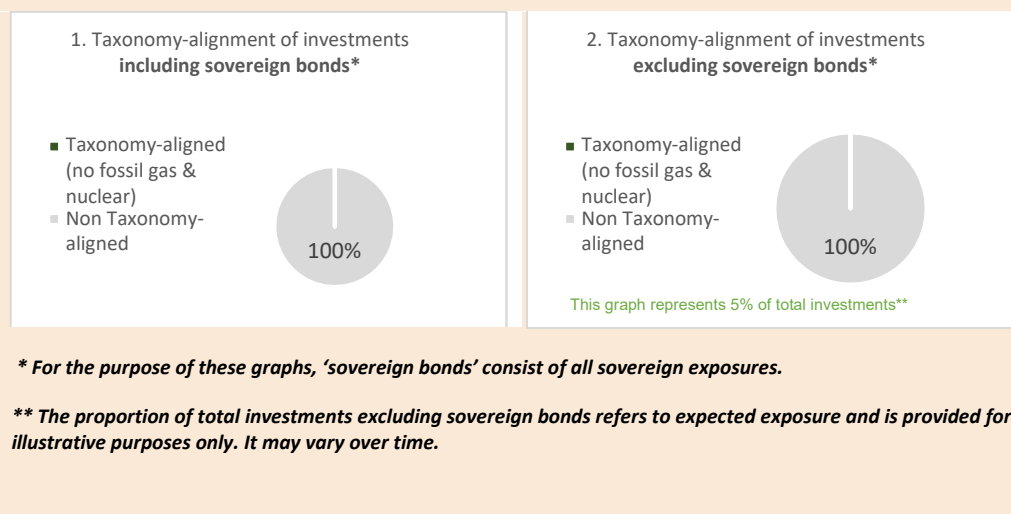 1. Taxonomy-alignment of investments
including sovereign bonds*
Taxonomy-aligned
(no fossil gas &
nuclear)
Non Taxonomy-
aligned
100%
2. Taxonomy-alignment of investments
excluding sovereign bonds*
Taxonomy-aligned
(no fossil gas &
nuclear)
Non Taxonomy-
aligned
100%
This graph represents 5% of total investments**
* For the purpose of these graphs, ‘sovereign bonds’ consist of all sovereign exposures.
** The proportion of total investments excluding sovereign bonds refers to expected exposure and is provided for
illustrative purposes only. It may vary over time.